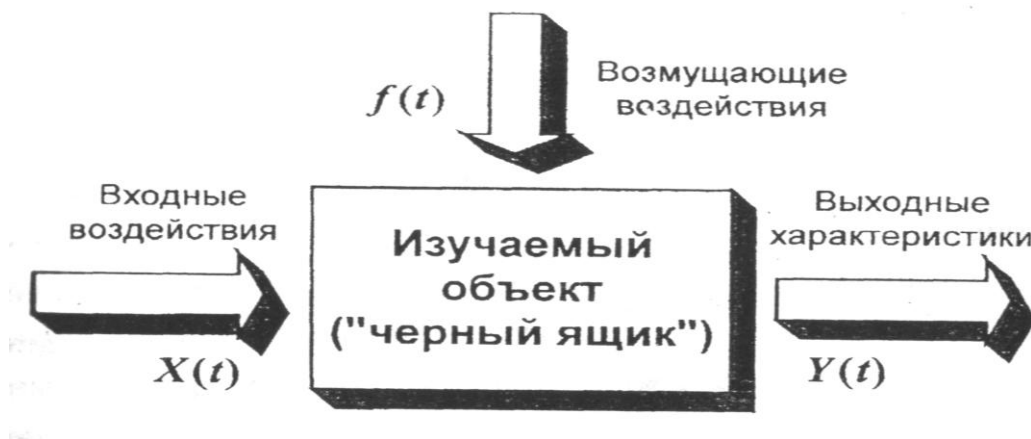 f(t)
Возмущающие
воздействия
Входные
воздействия
X(t)
Изучаемый
объект
("черный ящик")
Выходные
характеристики
Y(t)